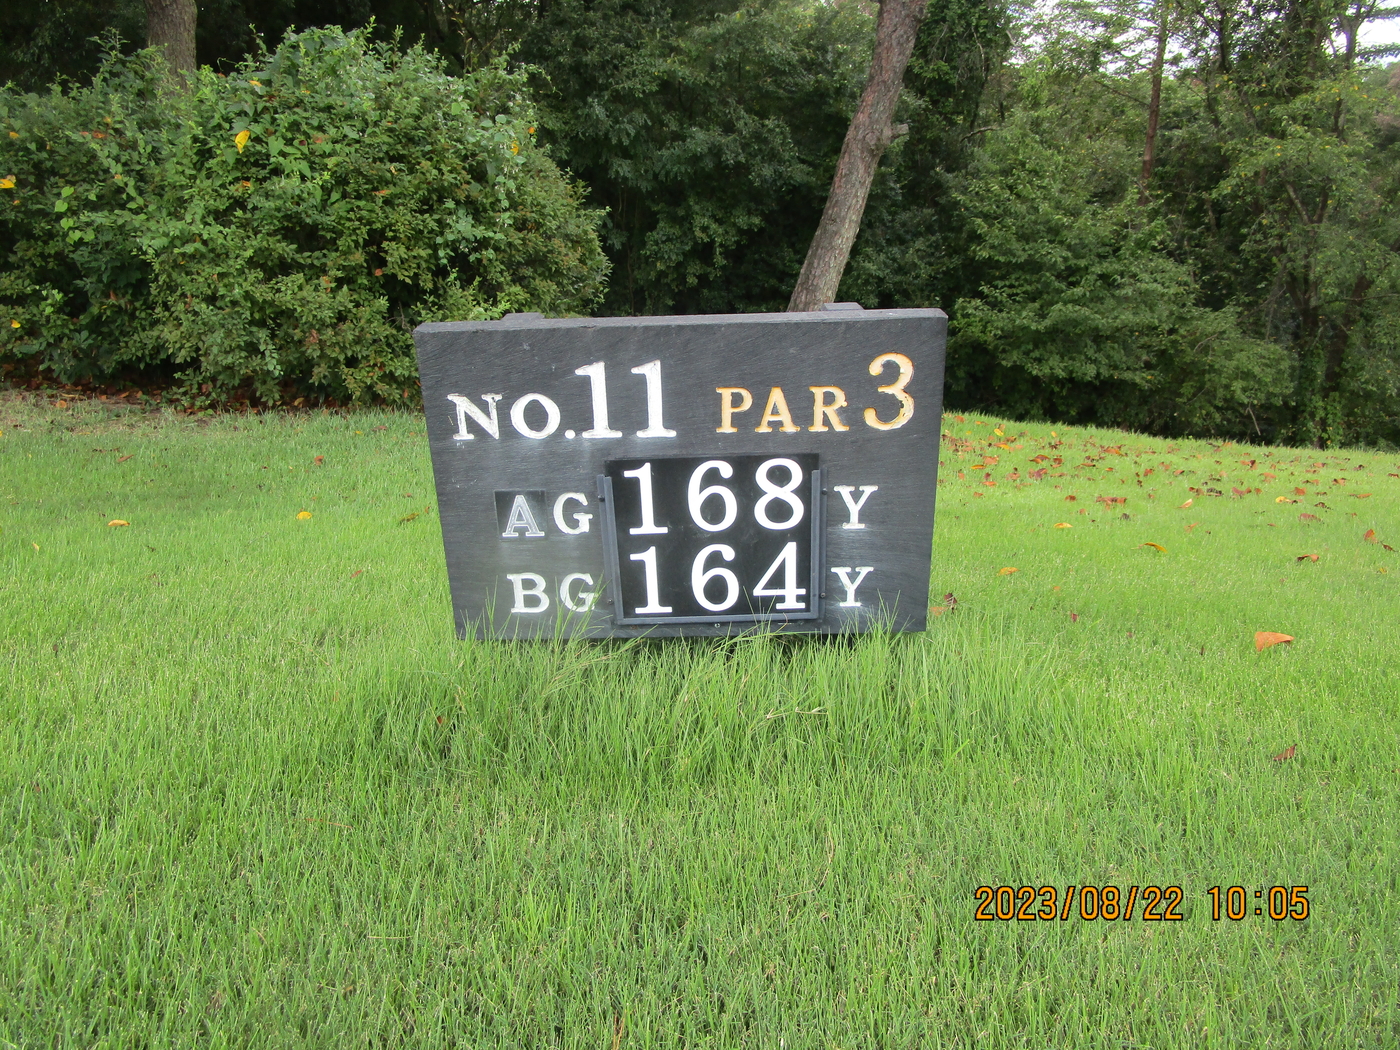 No.11 PAR 3
AG 168 Y
BG 164 Y
2023/08/22 10:05